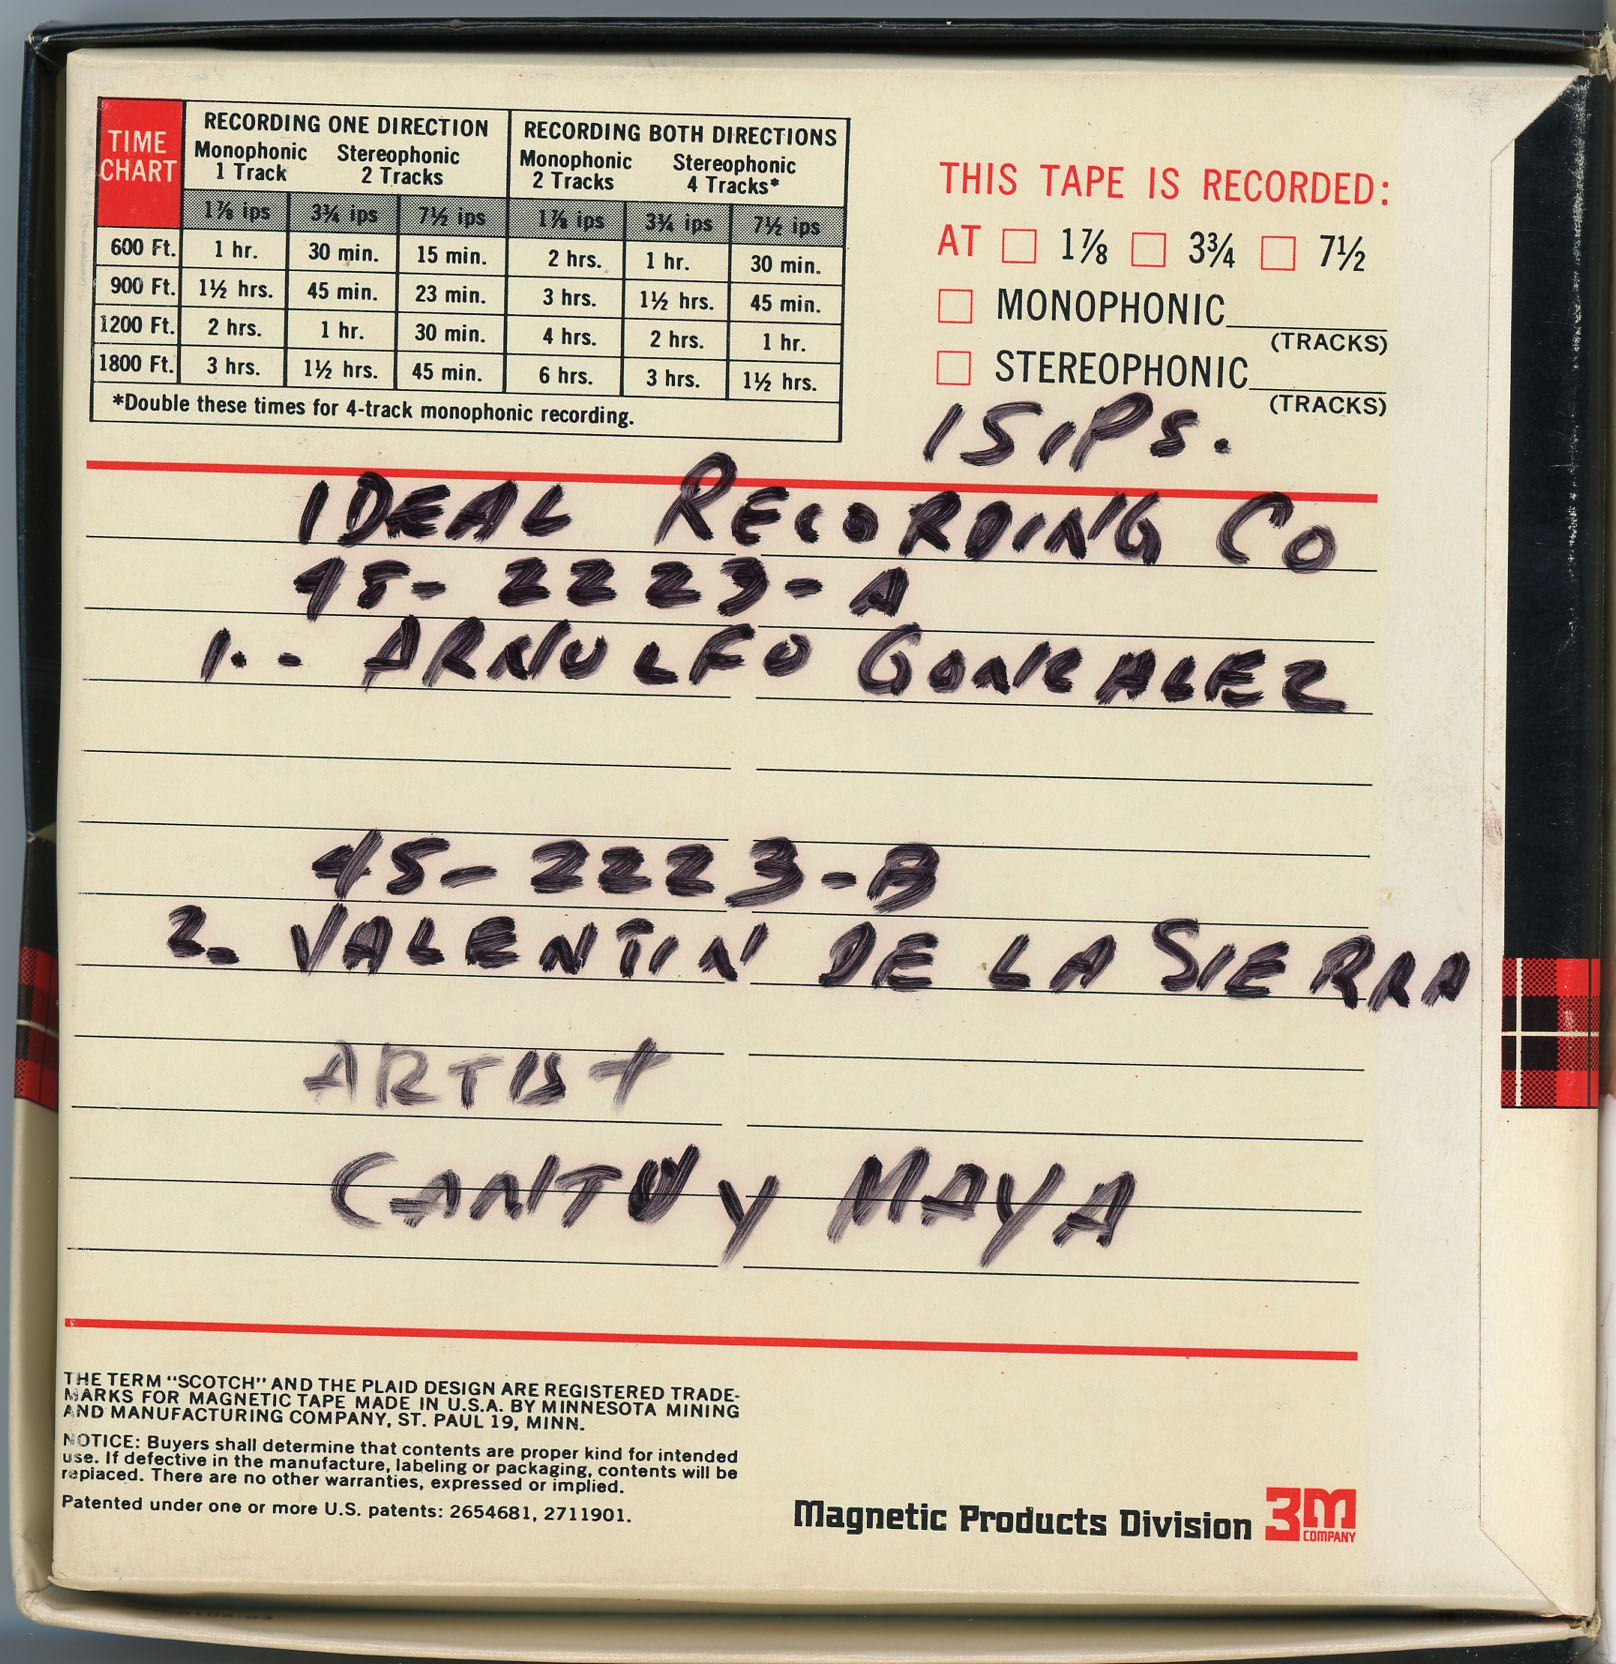 TIME CHART
RECORDING ONE DIRECTION
RECORDING BOTH DIRECTIONS
Monophonic 1 Track
Stereophonic 2 Tracks
Monophonic 2 Tracks
Stereophonic 4 Tracks*
1⅞ ips 3¾ ips 7½ ips 1⅞ ips 3¾ ips 7½ ips
600 Ft. 1 hr. 30 min. 15 min. 2 hrs. 1 hr. 30 min.
900 Ft. 1½ hrs. 45 min. 23 min. 3 hrs. 1½ hrs. 45 min.
1200 Ft. 2 hrs. 1 hr. 30 min. 4 hrs. 2 hrs. 1 hr.
1800 Ft. 3 hrs. 1½ hrs. 45 min. 6 hrs. 3 hrs. 1½ hrs.
*Double these times for 4-track monophonic recording.
THIS TAPE IS RECORDED:
AT □ 1⅞ □ 3¾ □ 7½
□ MONOPHONIC
(TRACKS)
□ STEREOPHONIC
(TRACKS)
15 iPs.
IDEAL RECORDING CO
45- 2223-A
1.- ARNULFO GONZALEZ
45- 2223-B
2. VALENTIN DE LA SIERRA
ARTIST
CANTU y MAYA
THE TERM "SCOTCH" AND THE PLAID DESIGN ARE REGISTERED TRADE-
MARKS FOR MAGNETIC TAPE MADE IN U.S.A. BY MINNESOTA MINING
AND MANUFACTURING COMPANY, ST. PAUL 19, MINN.
NOTICE: Buyers shall determine that contents are proper kind for intended
use. If defective in the manufacture, labeling or packaging, contents will be
replaced. There are no other warranties, expressed or implied.
Patented under one or more U.S. patents: 2654681, 2711901.
Magnetic Products Division 3M COMPANY